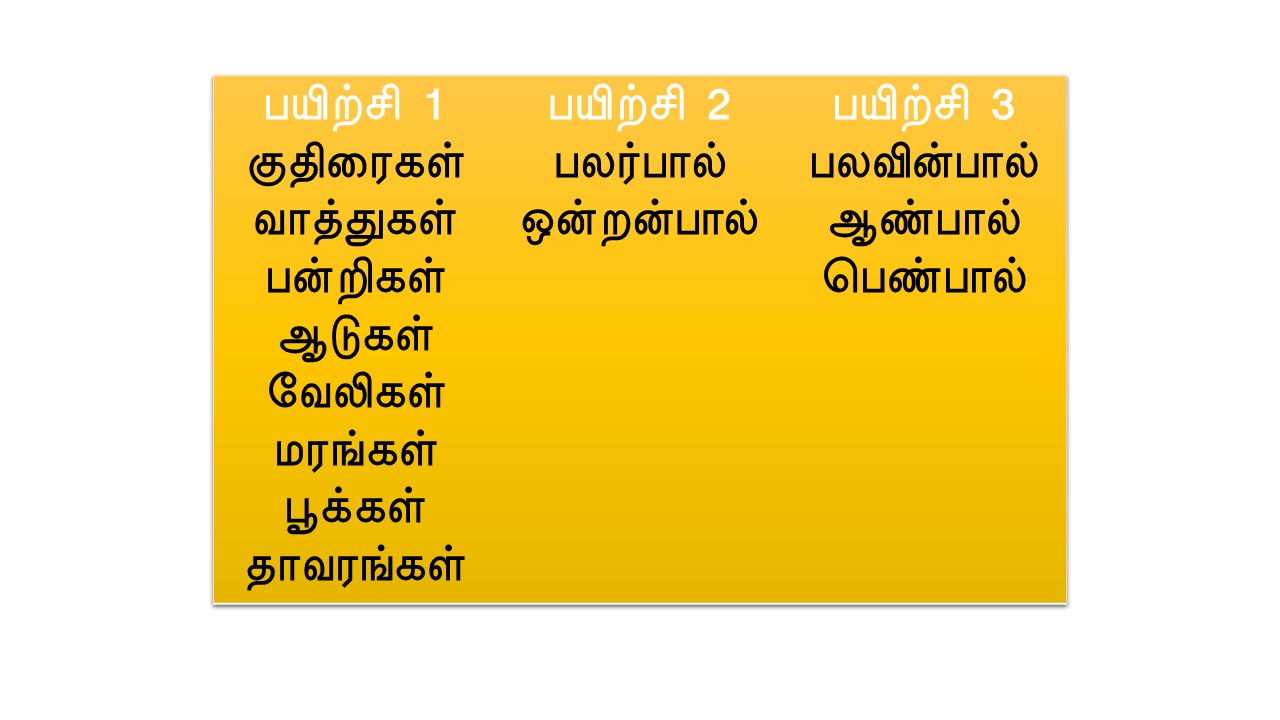 பயிற்சி 1 பயிற்சி 2 பயிற்சி 3
குதிரைகள் பலர்பால் பலவின்பால்
வாத்துகள் ஒன்றன்பால் ஆண்பால்
பன்றிகள் பெண்பால்
ஆடுகள்
வேலிகள்
மரங்கள்
பூக்கள்
தாவரங்கள்